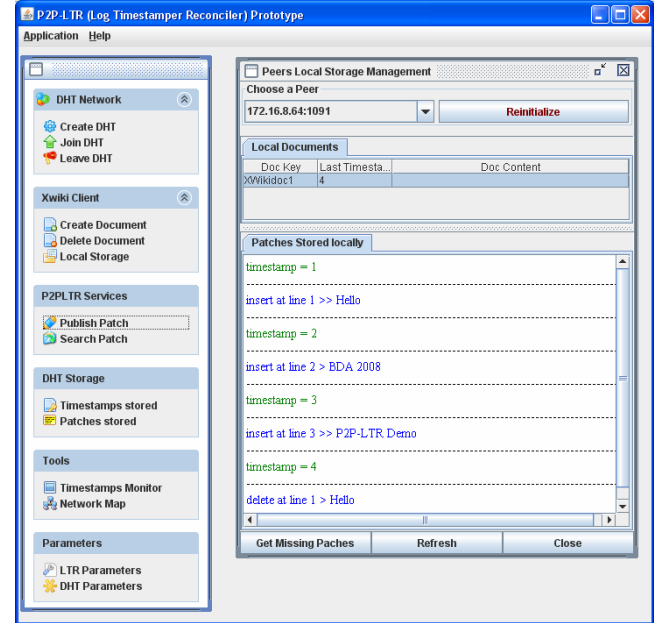 P2P-LTR (Log Timestamper Reconciler) Prototype
Application Help
DHT Network
Create DHT
Join DHT
Leave DHT
Xwiki Client
Create Document
Delete Document
Local Storage
P2PLTR Services
Publish Patch
Search Patch
DHT Storage
Timestamps stored
Patches stored
Tools
Timestamps Monitor
Network Map
Parameters
LTR Parameters
DHT Parameters
Peers Local Storage Management
Choose a Peer
172.16.8.64:1091
Reinitialize
Local Documents
Doc Key Last Timesta... Doc Content
XWikidoc1 4
Patches Stored locally
timestamp = 1
insert at line 1 >> Hello
timestamp = 2
insert at line 2 > BDA 2008
timestamp = 3
insert at line 3 >> P2P-LTR Demo
timestamp = 4
delete at line 1 > Hello
Get Missing Paches Refresh Close